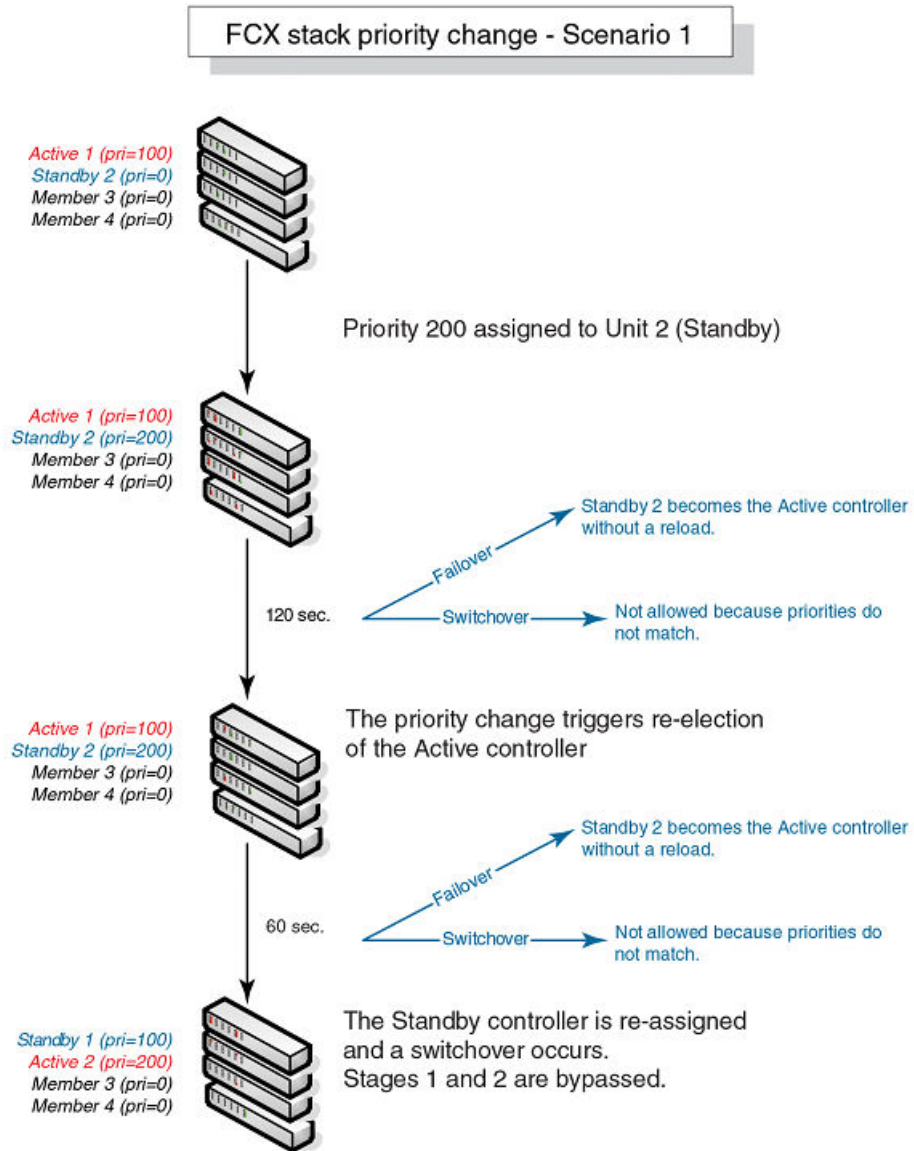 FCX stack priority change - Scenario 1
Active 1 (pri=100)
Standby 2 (pri=0)
Member 3 (pri=0)
Member 4 (pri=0)
Priority 200 assigned to Unit 2 (Standby)
Active 1 (pri=100)
Standby 2 (pri=200)
Member 3 (pri=0)
Member 4 (pri=0)
120 sec.
Failover
Standby 2 becomes the Active controller
without a reload.
Switchover
Not allowed because priorities do
not match.
Active 1 (pri=100)
Standby 2 (pri=200)
Member 3 (pri=0)
Member 4 (pri=0)
The priority change triggers re-election
of the Active controller
60 sec.
Failover
Standby 2 becomes the Active controller
without a reload.
Switchover
Not allowed because priorities do
not match.
Standby 1 (pri=100)
Active 2 (pri=200)
Member 3 (pri=0)
Member 4 (pri=0)
The Standby controller is re-assigned
and a switchover occurs.
Stages 1 and 2 are bypassed.